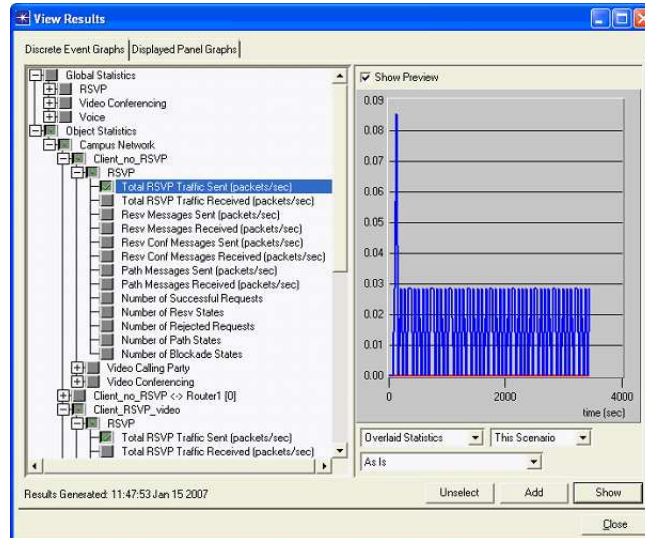 View Results
Discrete Event Graphs Displayed Panel Graphs
Global Statistics
RSVP
Video Conferencing
Voice
Object Statistics
Campus Network
Client_no_RSVP
RSVP
Total RSVP Traffic Sent (packets/sec)
Total RSVP Traffic Received (packets/sec)
Resv Messages Sent (packets/sec)
Resv Messages Received (packets/sec)
Resv Conf Messages Sent (packets/sec)
Resv Conf Messages Received (packets/sec)
Path Messages Sent (packets/sec)
Path Messages Received (packets/sec)
Number of Successful Requests
Number of Resv States
Number of Rejected Requests
Number of Path States
Number of Blockade States
Video Calling Party
Video Conferencing
Client_no_RSVP <-> Router1 [0]
Client_RSVP_video
RSVP
Total RSVP Traffic Sent (packets/sec)
Total RSVP Traffic Received (packets/sec)
Show Preview
0.09
0.08
0.07
0.06
0.05
0.04
0.03
0.02
0.01
0.00
0 2000 4000
time (sec)
Overlaid Statistics This Scenario
As Is
Results Generated: 11:47:53 Jan 15 2007
Unselect Add Show
Close